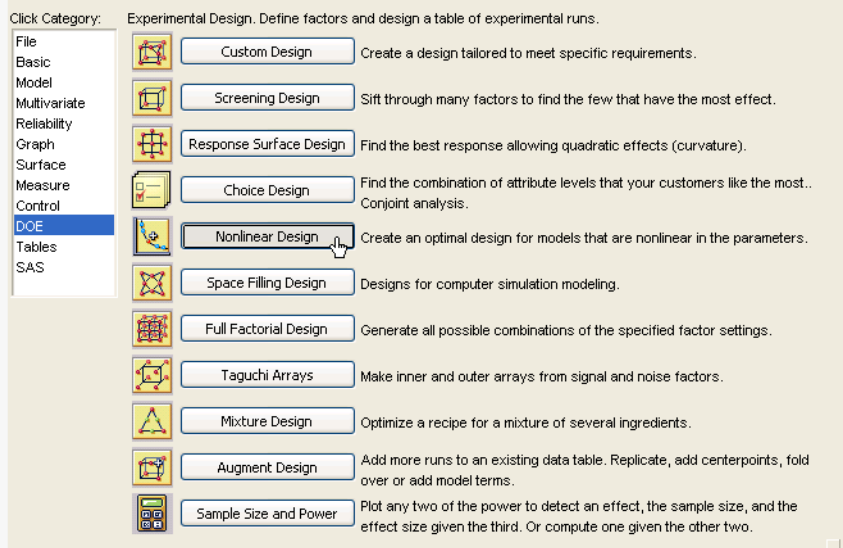 Click Category:
Experimental Design. Define factors and design a table of experimental runs.
File
Basic
Model
Multivariate
Reliability
Graph
Surface
Measure
Control
DOE
Tables
SAS
Custom Design
Create a design tailored to meet specific requirements.
Screening Design
Sift through many factors to find the few that have the most effect.
Response Surface Design
Find the best response allowing quadratic effects (curvature).
Choice Design
Find the combination of attribute levels that your customers like the most..
Conjoint analysis.
Nonlinear Design
Create an optimal design for models that are nonlinear in the parameters.
Space Filling Design
Designs for computer simulation modeling.
Full Factorial Design
Generate all possible combinations of the specified factor settings.
Taguchi Arrays
Make inner and outer arrays from signal and noise factors.
Mixture Design
Optimize a recipe for a mixture of several ingredients.
Augment Design
Add more runs to an existing data table. Replicate, add centerpoints, fold
over or add model terms.
Sample Size and Power
Plot any two of the power to detect an effect, the sample size, and the
effect size given the third. Or compute one given the other two.